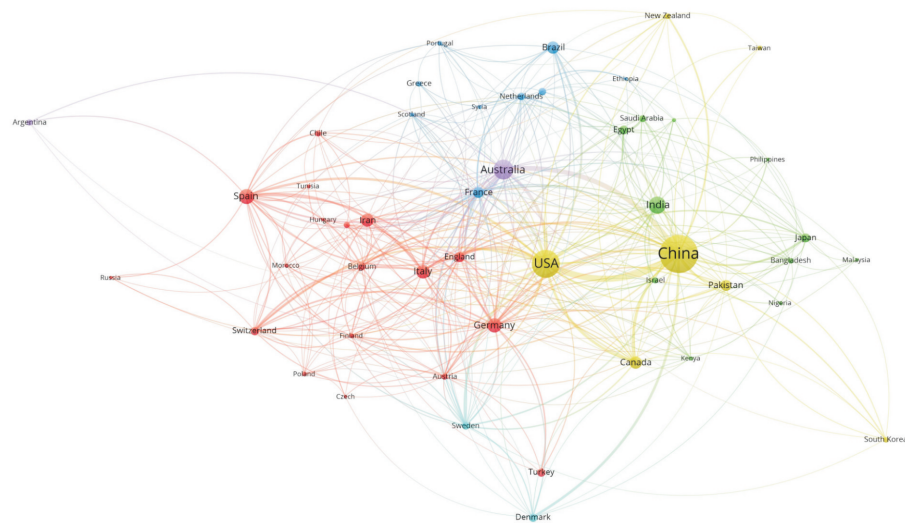 New Zealand
Portugal
Brazil
Taiwan
Greece
Ethiopia
Netherlands
Syria
Scotland
Saudi Arabia
Argentina
Egypt
Chile
Philippines
Australia
Tunisia
France
Spain
India
Hungary
Iran
Japan
China
England
USA
Bangladesh
Malaysia
Morocco
Belgium
Italy
Russia
Israel
Pakistan
Nigeria
Germany
Switzerland
Finland
Kenya
Canada
Poland
Austria
Czech
Sweden
South Korea
Turkey
Denmark